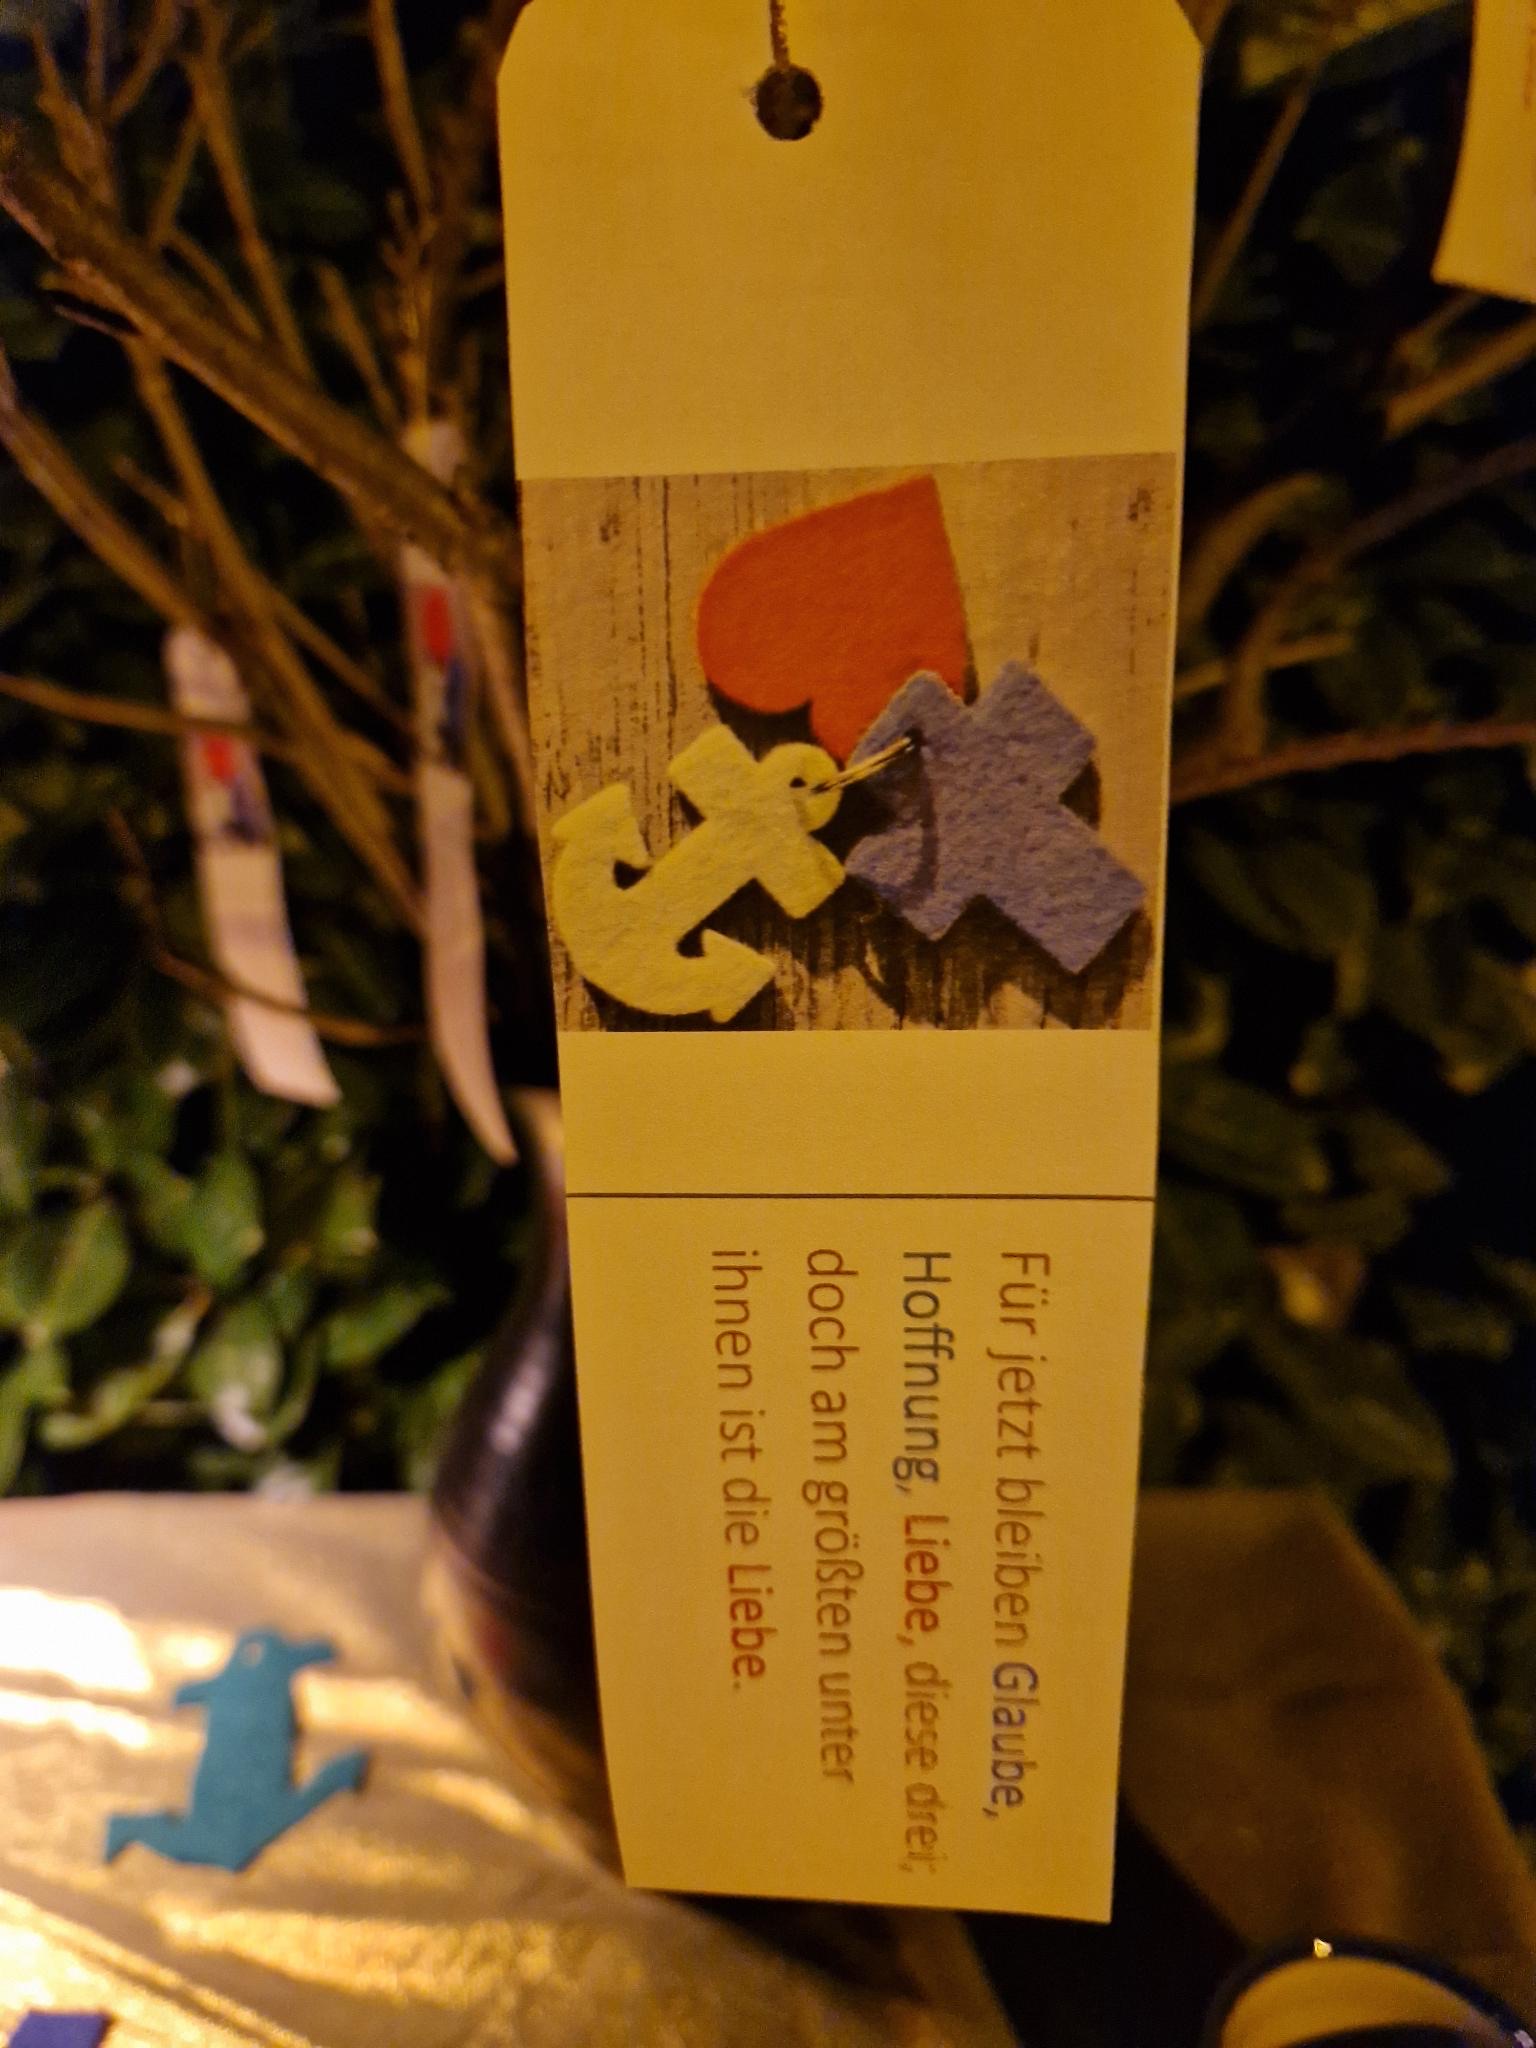 Für jetzt bleiben Glaube,
Hoffnung, Liebe, diese drei;
doch am größten unter
ihnen ist die Liebe.